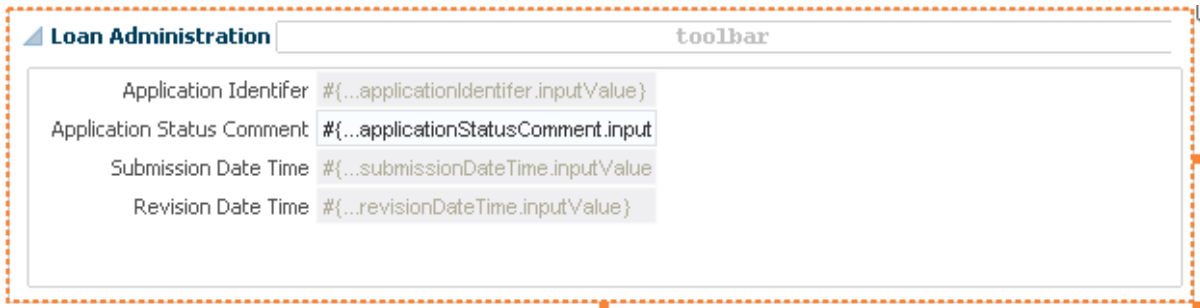 Loan Administration toolbar
Application Identifer #{...applicationIdentifer.inputValue}
Application Status Comment #{...applicationStatusComment.input
Submission Date Time #{...submissionDateTime.inputValue
Revision Date Time #{...revisionDateTime.inputValue}